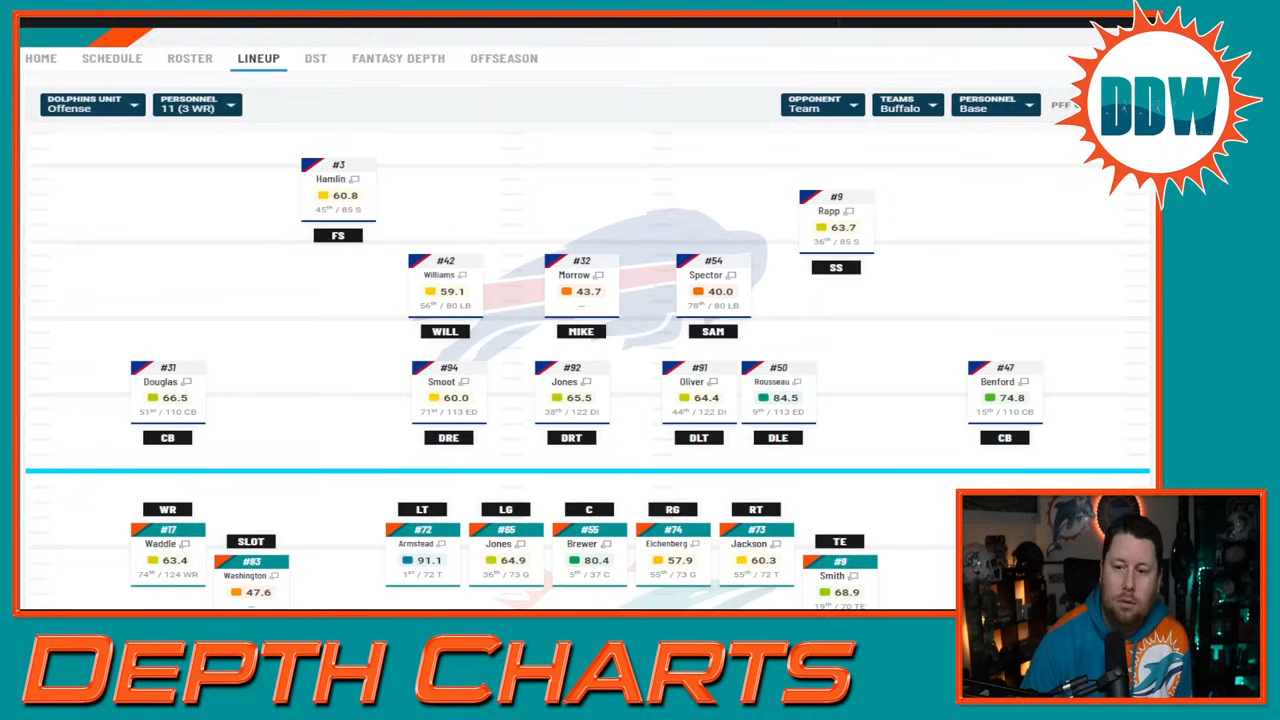 HOME SCHEDULE ROSTER LINEUP DST FANTASY DEPTH OFFSEASON
DDW
DOLPHINS UNIT
Offense
PERSONNEL
11 (3 WR)
OPPONENT
Team
TEAMS
Buffalo
PERSONNEL
Base
PFF
#3
Hamlin
60.8
45th / 85 S
FS
#9
Rapp
63.7
36th / 85 S
SS
#42
Williams
59.1
56th / 80 LB
WILL
#32
Morrow
43.7
—
MIKE
#54
Spector
40.0
78th / 80 LB
SAM
#31
Douglas
66.5
51st / 110 CB
CB
#94
Smoot
60.0
71st / 113 ED
DRE
#92
Jones
65.5
38th / 122 DI
DRT
#91
Oliver
64.4
44th / 122 DI
DLT
#50
Rousseau
84.5
9th / 113 ED
DLE
#47
Benford
74.8
15th / 110 CB
CB
WR
#17
Waddle
63.4
74th / 124 WR
SLOT
#83
Washington
47.6
—
LT
#72
Armstead
91.1
1st / 72 T
LG
#65
Jones
64.9
36th / 73 G
C
#55
Brewer
80.4
5th / 37 C
RG
#74
Eichenberg
57.9
55th / 73 G
RT
#73
Jackson
60.3
55th / 72 T
TE
#9
Smith
68.9
19th / 70 TE
DEPTH CHARTS